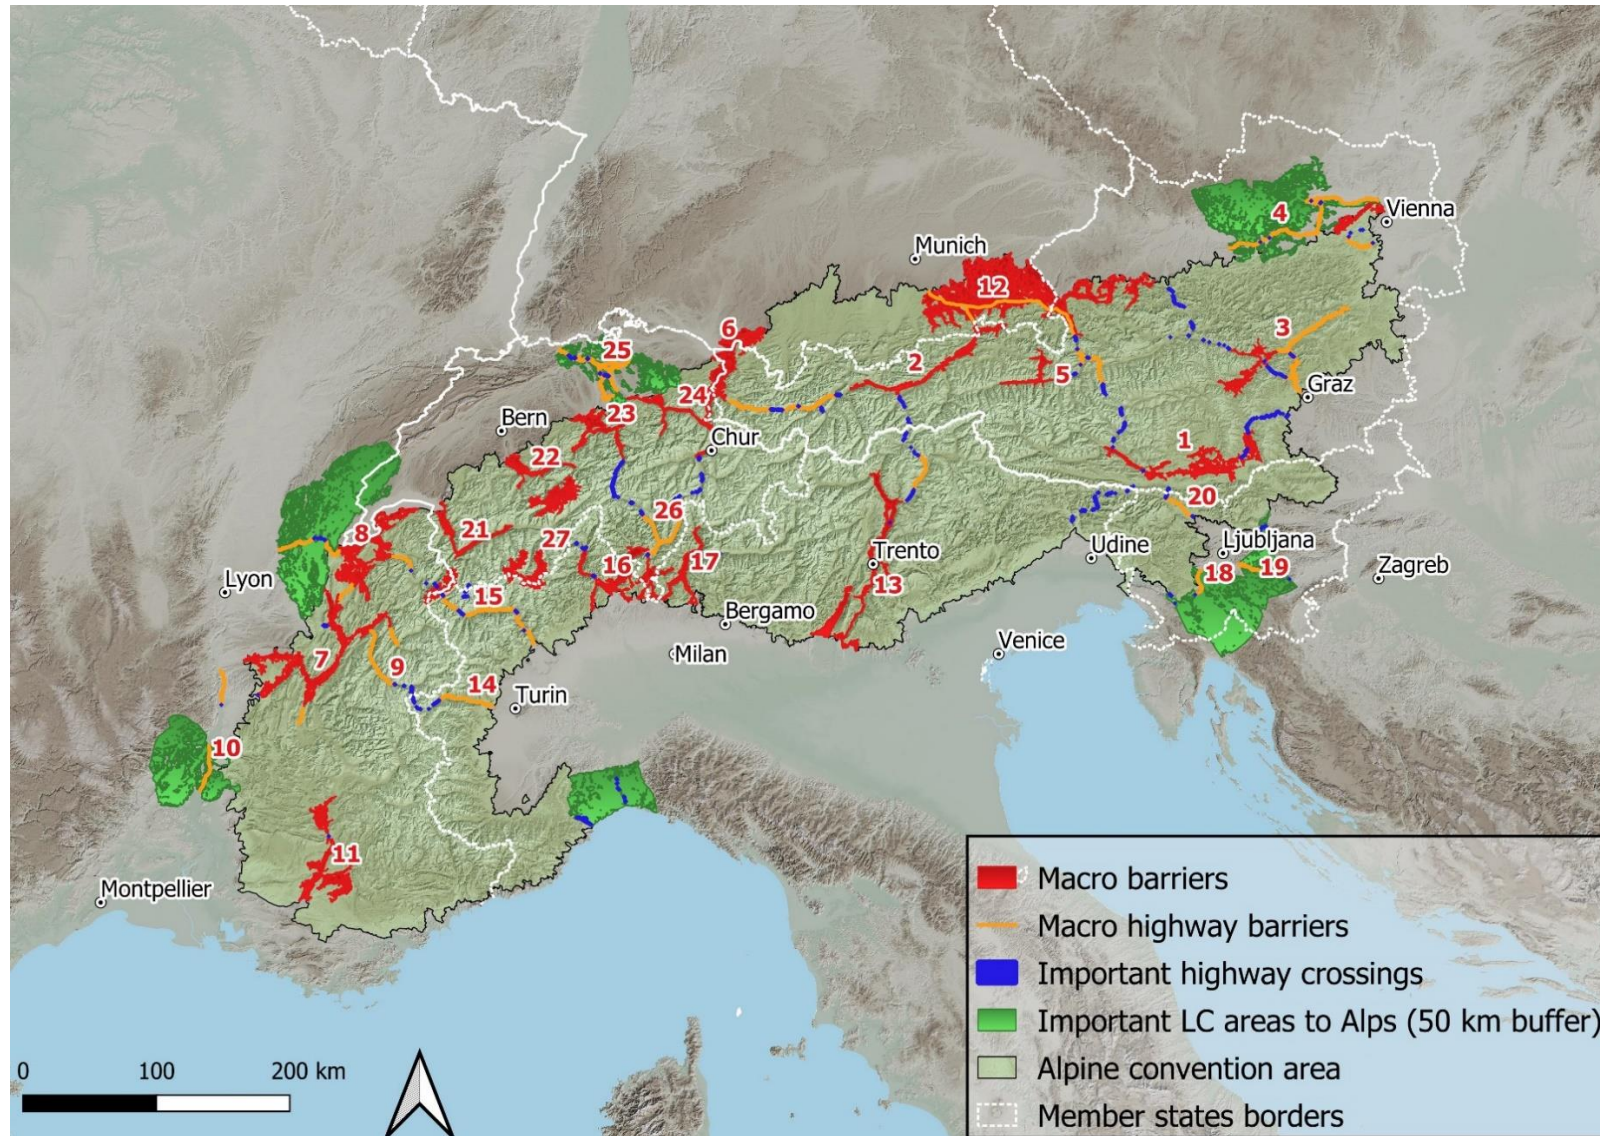 4
Vienna
Munich
12
6
3
25
2
5
Graz
24
23
Bern
Chur
22
1
26
20
21
8
27
Ljubljana
Trento
Udine
16
17
Zagreb
Lyon
18
19
15
13
Bergamo
7
Milan
Venice
9
14
Turin
10
11
Montpellier
Macro barriers
Macro highway barriers
Important highway crossings
Important LC areas to Alps (50 km buffer)
Alpine convention area
Member states borders
0 100 200 km